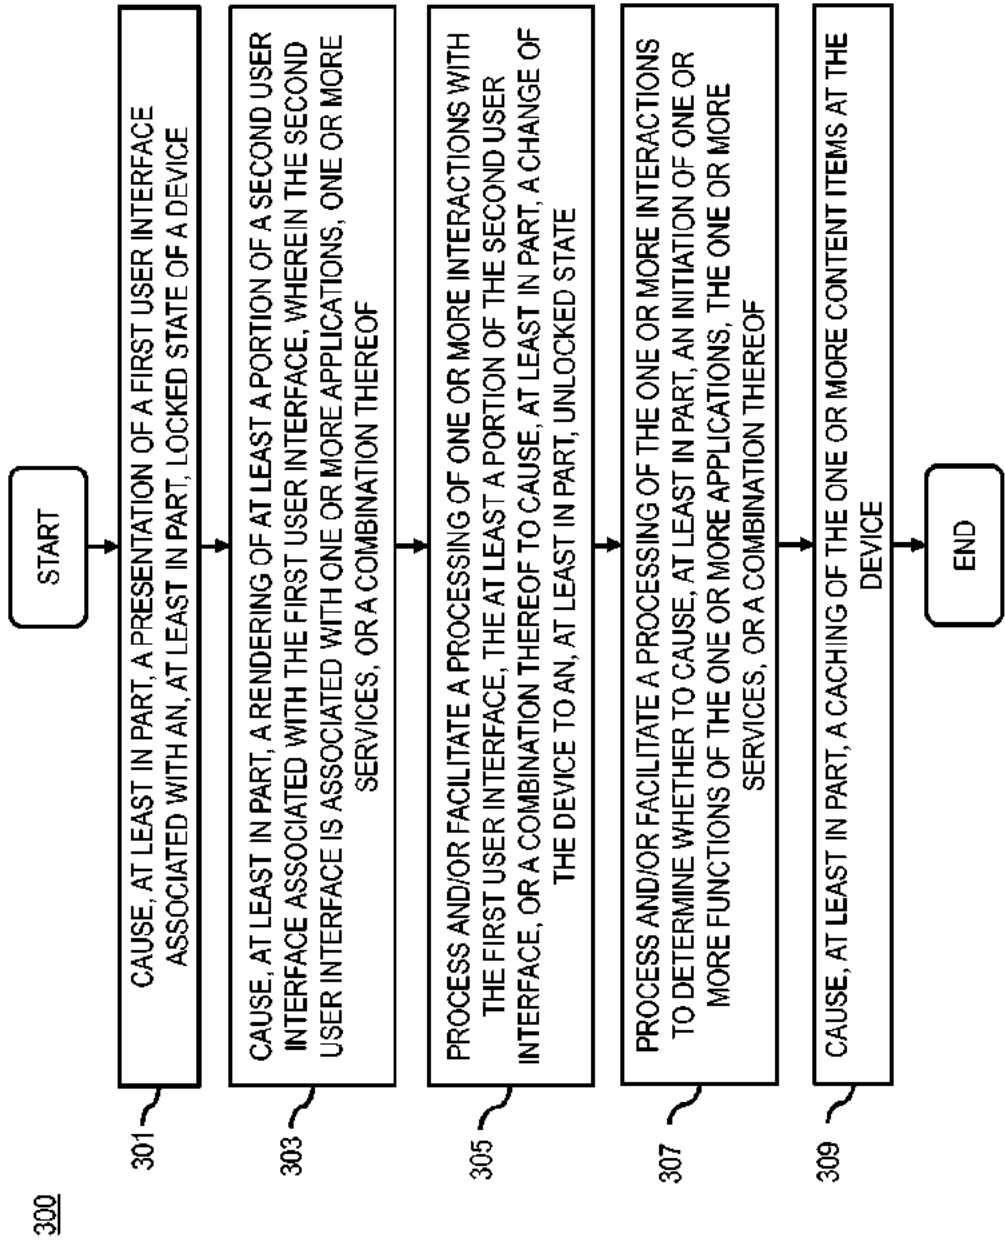 300
START
301
CAUSE, AT LEAST IN PART, A PRESENTATION OF A FIRST USER INTERFACE
ASSOCIATED WITH AN, AT LEAST IN PART, LOCKED STATE OF A DEVICE
303
CAUSE, AT LEAST IN PART, A RENDERING OF AT LEAST A PORTION OF A SECOND USER
INTERFACE ASSOCIATED WITH THE FIRST USER INTERFACE, WHEREIN THE SECOND
USER INTERFACE IS ASSOCIATED WITH ONE OR MORE APPLICATIONS, ONE OR MORE
SERVICES, OR A COMBINATION THEREOF
305
PROCESS AND/OR FACILITATE A PROCESSING OF ONE OR MORE INTERACTIONS WITH
THE FIRST USER INTERFACE, THE AT LEAST A PORTION OF THE SECOND USER
INTERFACE, OR A COMBINATION THEREOF TO CAUSE, AT LEAST IN PART, A CHANGE OF
THE DEVICE TO AN, AT LEAST IN PART, UNLOCKED STATE
307
PROCESS AND/OR FACILITATE A PROCESSING OF THE ONE OR MORE INTERACTIONS
TO DETERMINE WHETHER TO CAUSE, AT LEAST IN PART, AN INITIATION OF ONE OR
MORE FUNCTIONS OF THE ONE OR MORE APPLICATIONS, THE ONE OR MORE
SERVICES, OR A COMBINATION THEREOF
309
CAUSE, AT LEAST IN PART, A CACHING OF THE ONE OR MORE CONTENT ITEMS AT THE
DEVICE
END